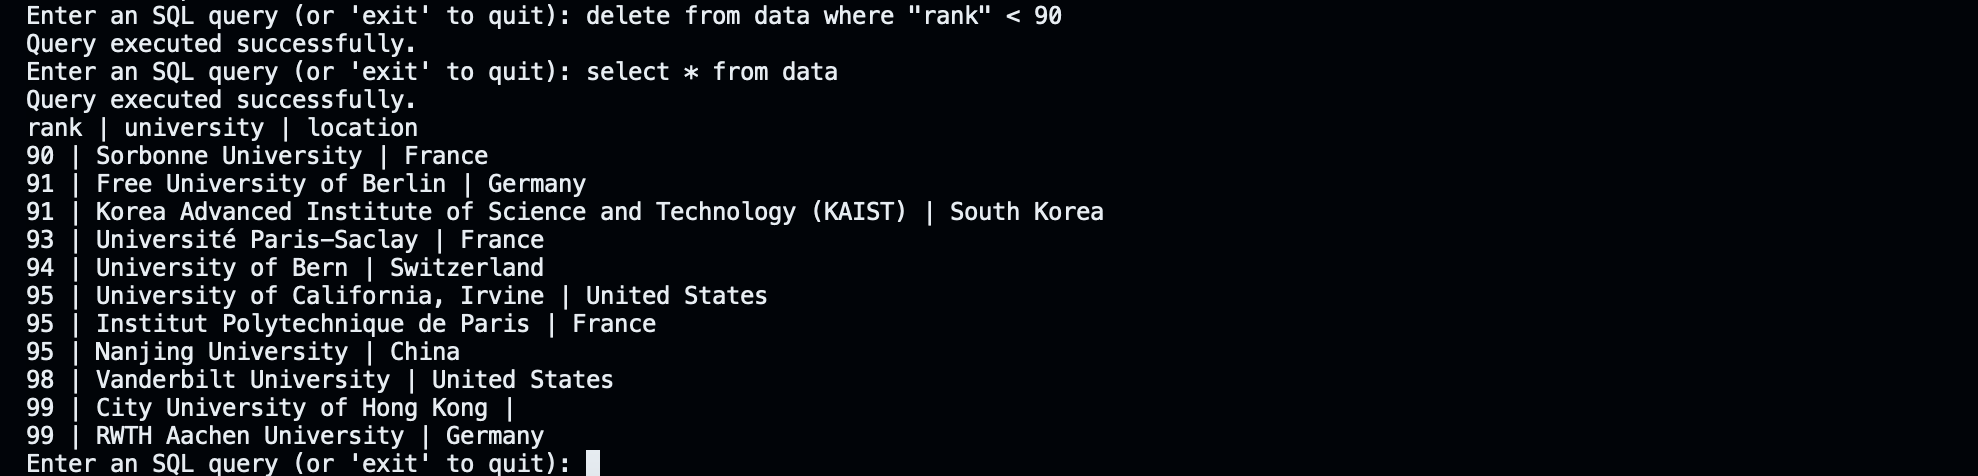 Enter an SQL query (or 'exit' to quit): delete from data where "rank" < 90
Query executed successfully.
Enter an SQL query (or 'exit' to quit): select * from data
Query executed successfully.
rank | university | location
90 | Sorbonne University | France
91 | Free University of Berlin | Germany
91 | Korea Advanced Institute of Science and Technology (KAIST) | South Korea
93 | Université Paris–Saclay | France
94 | University of Bern | Switzerland
95 | University of California, Irvine | United States
95 | Institut Polytechnique de Paris | France
95 | Nanjing University | China
98 | Vanderbilt University | United States
99 | City University of Hong Kong |
99 | RWTH Aachen University | Germany
Enter an SQL query (or 'exit' to quit):